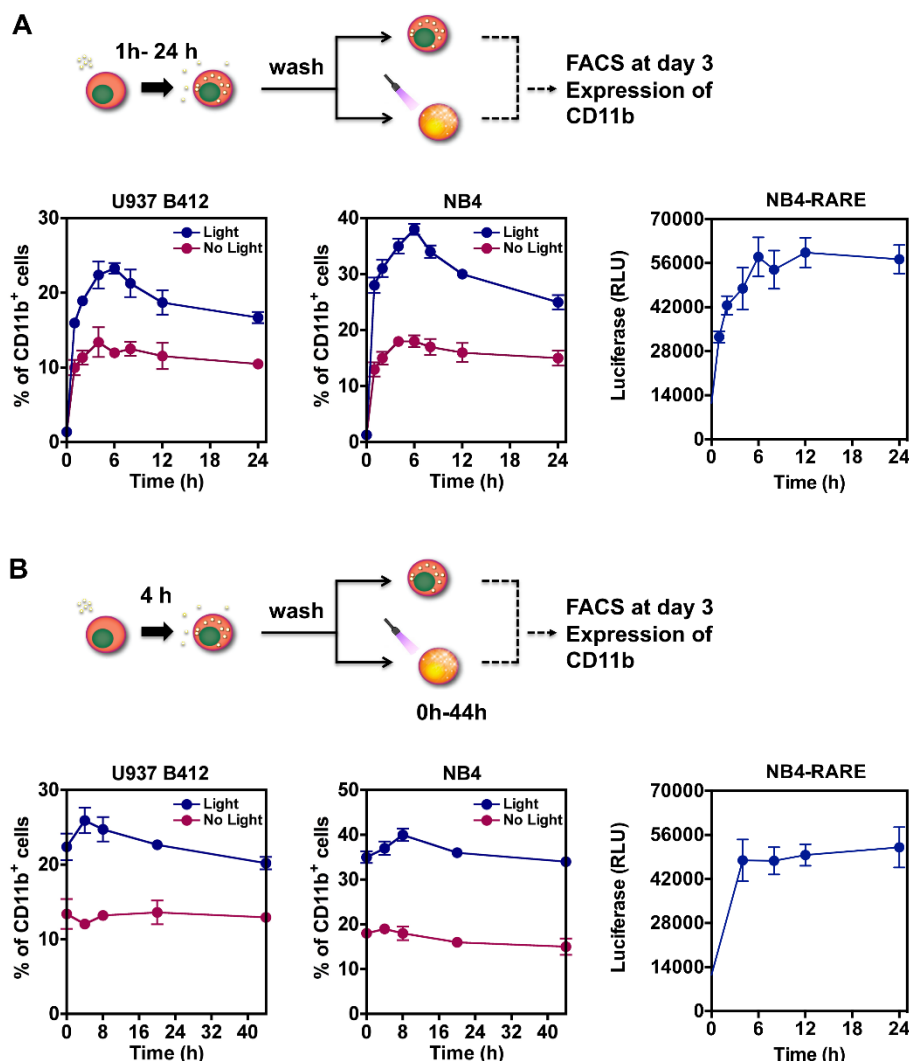 A
1h- 24 h
wash
FACS at day 3
Expression of
CD11b
U937 B412
% of CD11b+ cells
30
20
10
0
Light
No Light
0 6 12 18 24
Time (h)
NB4
% of CD11b+ cells
40
30
20
10
0
Light
No Light
0 6 12 18 24
Time (h)
NB4-RARE
Luciferase (RLU)
70000
56000
42000
28000
14000
0
0 6 12 18 24
Time (h)
B
4 h
wash
FACS at day 3
Expression of
CD11b
0h-44h
U937 B412
% of CD11b+ cells
30
20
10
0
Light
No Light
0 8 16 24 32 40
Time (h)
NB4
% of CD11b+ cells
50
40
30
20
10
0
Light
No Light
0 8 16 24 32 40
Time (h)
NB4-RARE
Luciferase (RLU)
70000
56000
42000
28000
14000
0
0 6 12 18 24
Time (h)